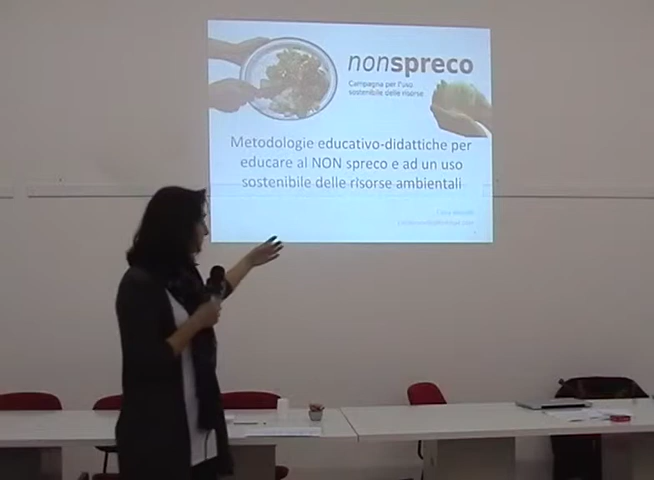 nonspreco
Campagna per l'uso
sostenibile delle risorse
Metodologie educativo-didattiche per
educare al NON spreco e ad un uso
sostenibile delle risorse ambientali